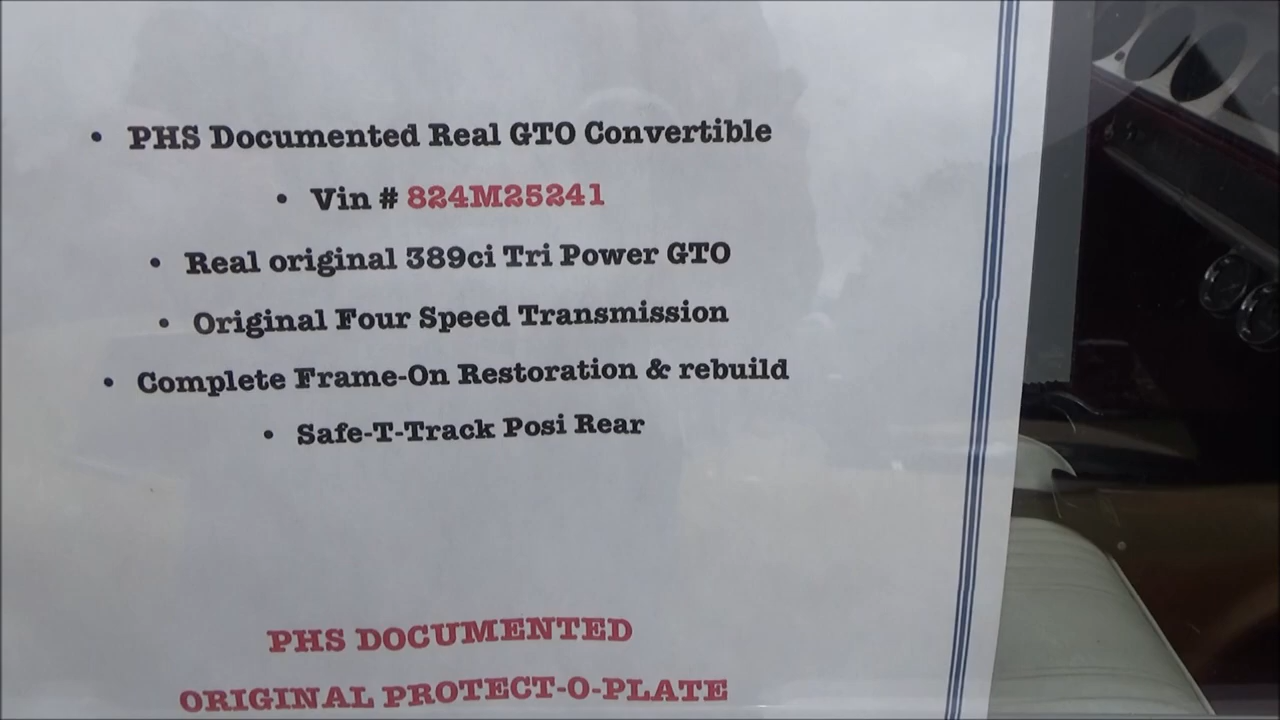 • PHS Documented Real GTO Convertible
• Vin # 824M25241
• Real original 389ci Tri Power GTO
• Original Four Speed Transmission
• Complete Frame-On Restoration & rebuild
• Safe-T-Track Posi Rear
PHS DOCUMENTED
ORIGINAL PROTECT-O-PLATE